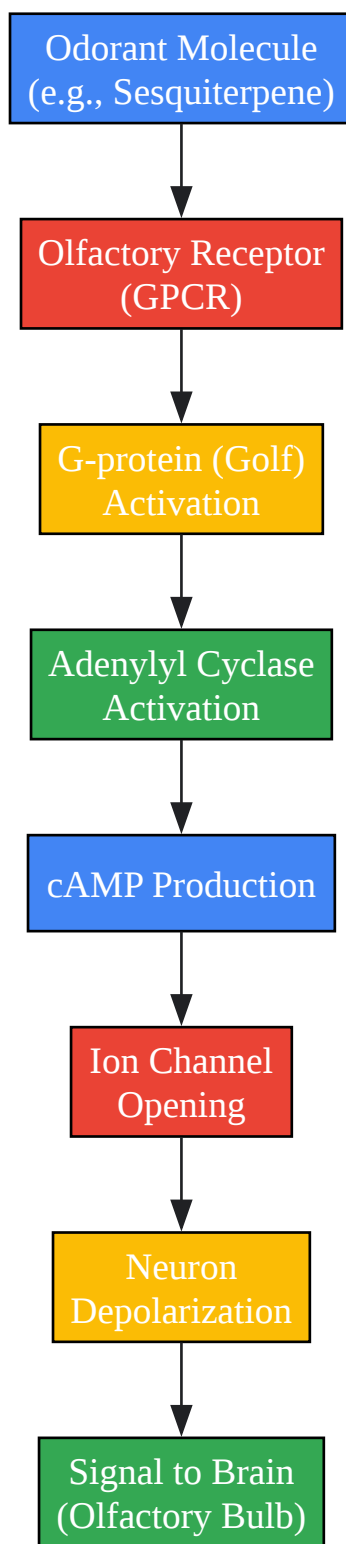 Odorant Molecule
(e.g., Sesquiterpene)
Olfactory Receptor
(GPCR)
G-protein (Golf)
Activation
Adenylyl Cyclase
Activation
cAMP Production
Ion Channel
Opening
Neuron
Depolarization
Signal to Brain
(Olfactory Bulb)